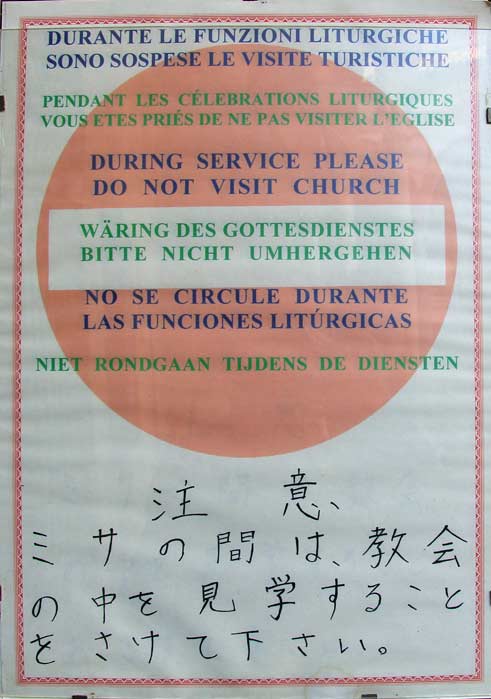 DURANTE LE FUNZIONI LITURGICHE
SONO SOSPESE LE VISITE TURISTICHE
PENDANT LES CÉLEBRATIONS LITURGIQUES
VOUS ETES PRIÉS DE NE PAS VISITER L'EGLISE
DURING SERVICE PLEASE
DO NOT VISIT CHURCH
WÄRING DES GOTTESDIENSTES
BITTE NICHT UMHERGEHEN
NO SE CIRCULE DURANTE
LAS FUNCIONES LITÚRGICAS
NIET RONDGAAN TIJDENS DE DIENSTEN
注意、
ミサの間は、教会
の中を見学すること
をさけて下さい。